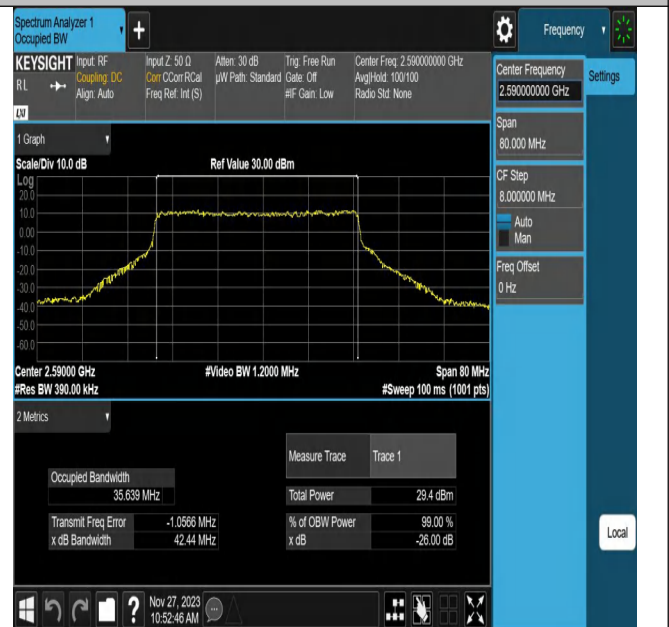 Spectrum Analyzer 1
Occupied BW
+
Frequency
KEYSIGHT
RL
LXI
Input: RF
Coupling: DC
Align: Auto
Input Z: 50 Ω
Corr CCorr RCal
Freq Ref: Int (S)
Atten: 30 dB
µW Path: Standard
Trig: Free Run
Gate: Off
#IF Gain: Low
Center Freq: 2.590000000 GHz
Avg|Hold: 100/100
Radio Std: None
Center Frequency
2.590000000 GHz
Settings
Span
80.000 MHz
CF Step
8.000000 MHz
Auto
Man
Freq Offset
0 Hz
Local
1 Graph
Scale/Div 10.0 dB
Ref Value 30.00 dBm
Log
20.0
10.0
0.00
-10.0
-20.0
-30.0
-40.0
-50.0
-60.0
Center 2.59000 GHz
#Video BW 1.2000 MHz
Span 80 MHz
#Res BW 390.00 kHz
#Sweep 100 ms (1001 pts)
2 Metrics
Measure Trace
Trace 1
Occupied Bandwidth
35.639 MHz
Total Power
29.4 dBm
Transmit Freq Error
-1.0566 MHz
% of OBW Power
99.00 %
x dB Bandwidth
42.44 MHz
x dB
-26.00 dB
?
Nov 27, 2023
10:52:46 AM